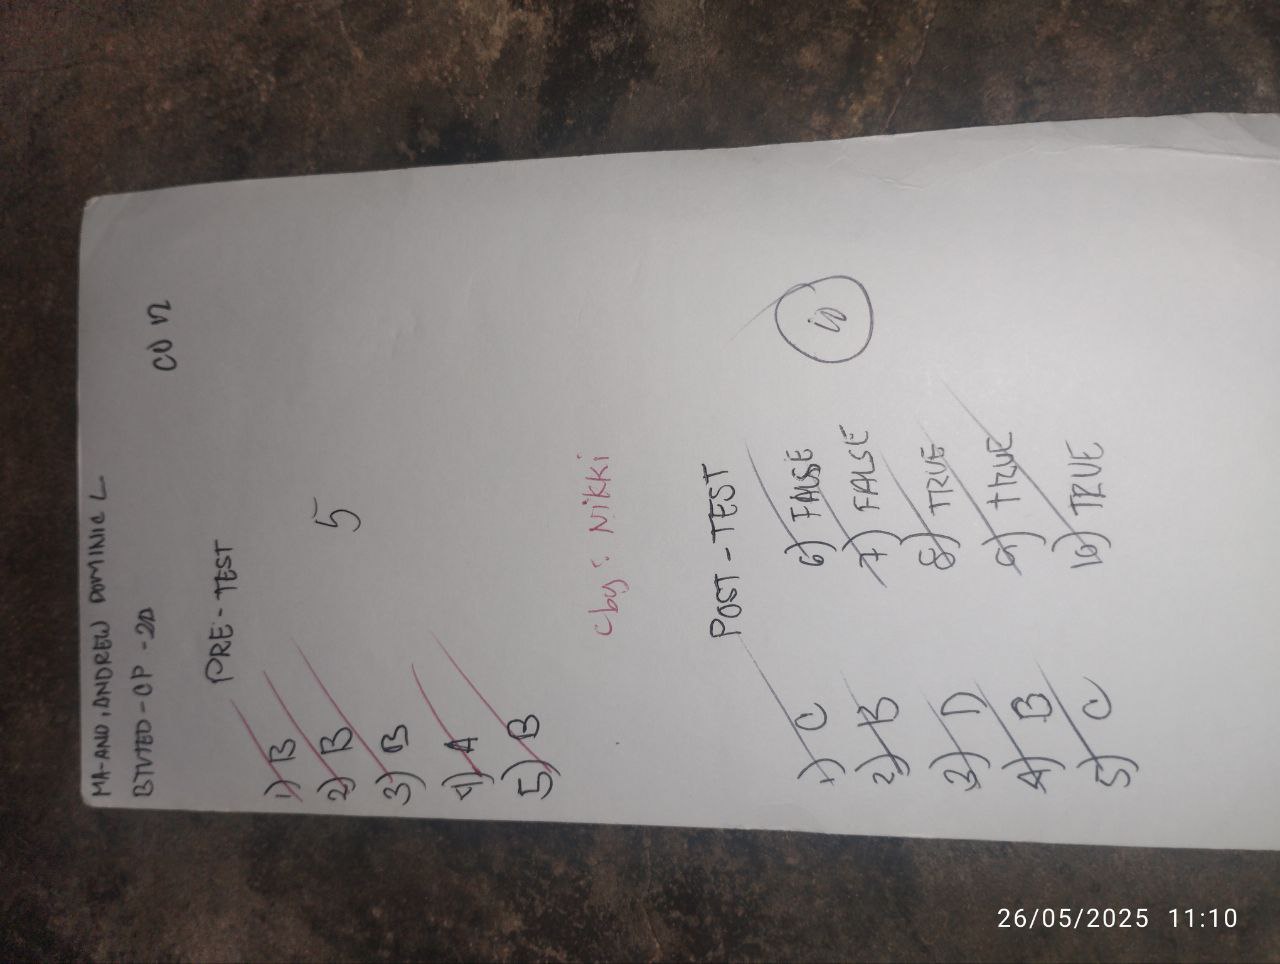 MA-ANO, ANDREW DOMINIC L
BTVTED-CP-2D
CO 12
PRE-TEST
1) B
2) B
3) B
4) A
5) B
5
Cby: Nikki
POST-TEST
1) C
2) B
3) D
4) B
5) C
6) FALSE
7) FALSE
8) TRUE
9) TRUE
10) TRUE
10
26/05/2025 11:10